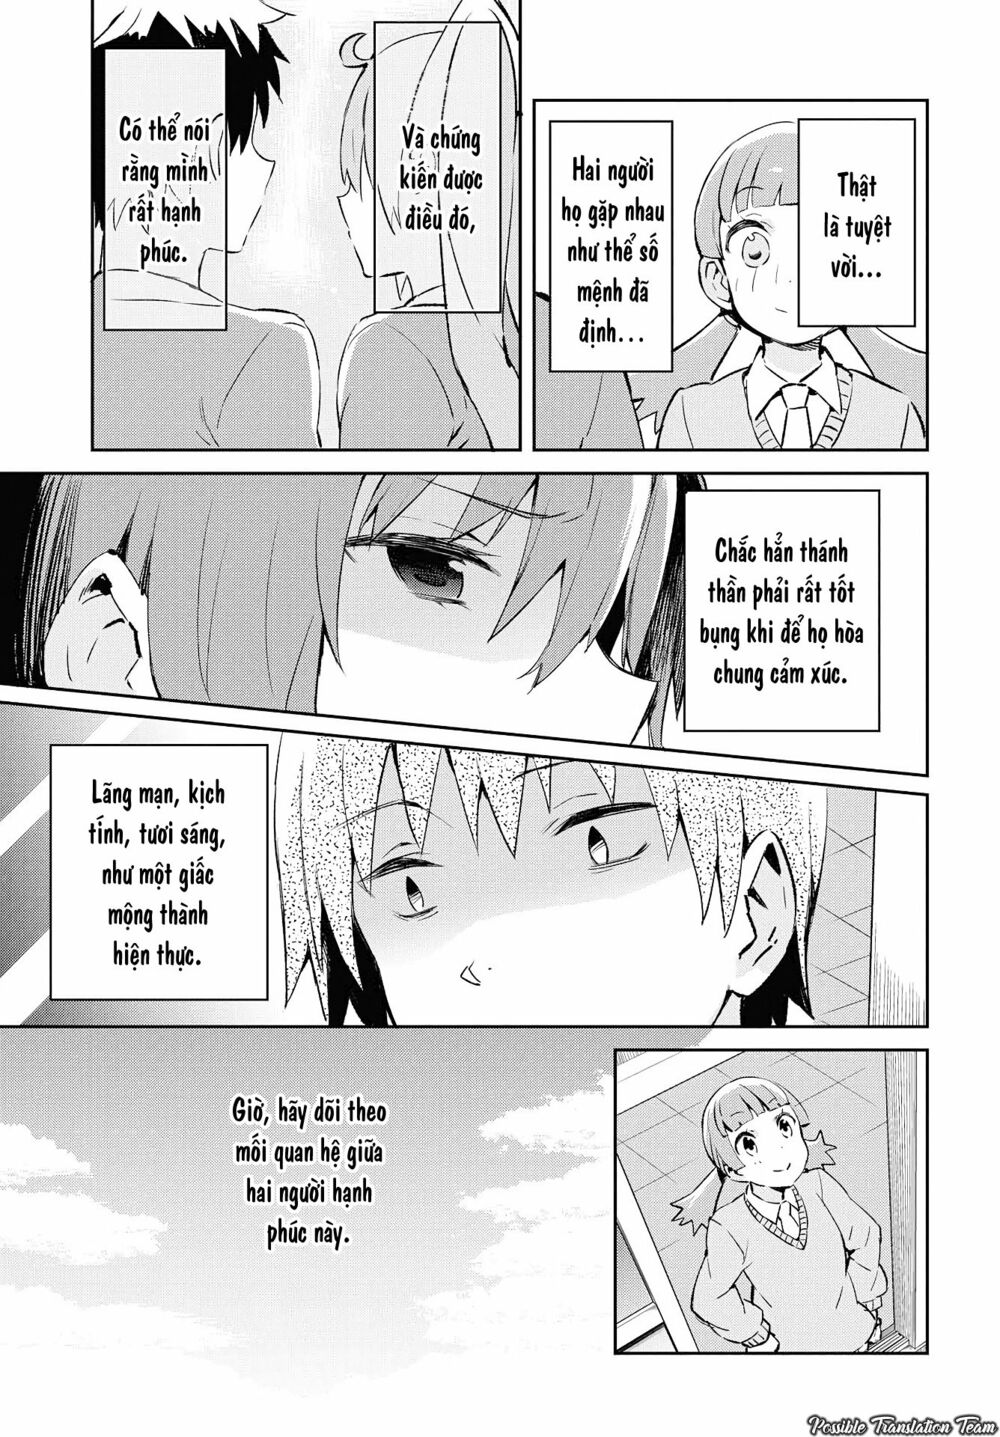 Thật
là tuyệt
vời...
Hai người
họ gặp nhau
như thể số
mệnh đã
định...
Và chứng
kiến được
điều đó,
Có thể nói
rằng mình
rất hạnh
phúc.
Chắc hẳn thánh
thần phải rất tốt
bụng khi để họ hòa
chung cảm xúc.
Lãng mạn, kịch
tính, tươi sáng,
như một giấc
mộng thành
hiện thực.
Giờ, hãy dõi theo
mối quan hệ giữa
hai người hạnh
phúc này.
Possible Translation Team